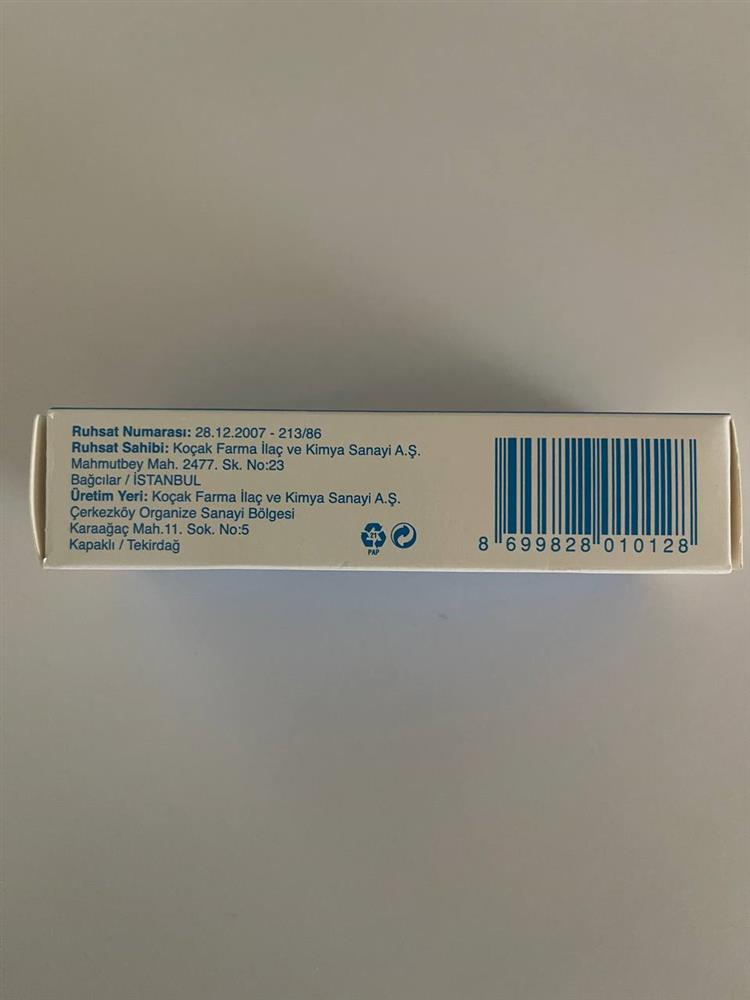 Ruhsat Numarası: 28.12.2007 - 213/86
Ruhsat Sahibi: Koçak Farma İlaç ve Kimya Sanayi A.Ş.
Mahmutbey Mah. 2477. Sk. No:23
Bağcılar / İSTANBUL
Üretim Yeri: Koçak Farma İlaç ve Kimya Sanayi A.Ş.
Çerkezköy Organize Sanayi Bölgesi
Karaağaç Mah.11. Sok. No:5
Kapaklı / Tekirdağ
21
PAP
8 699828 010128